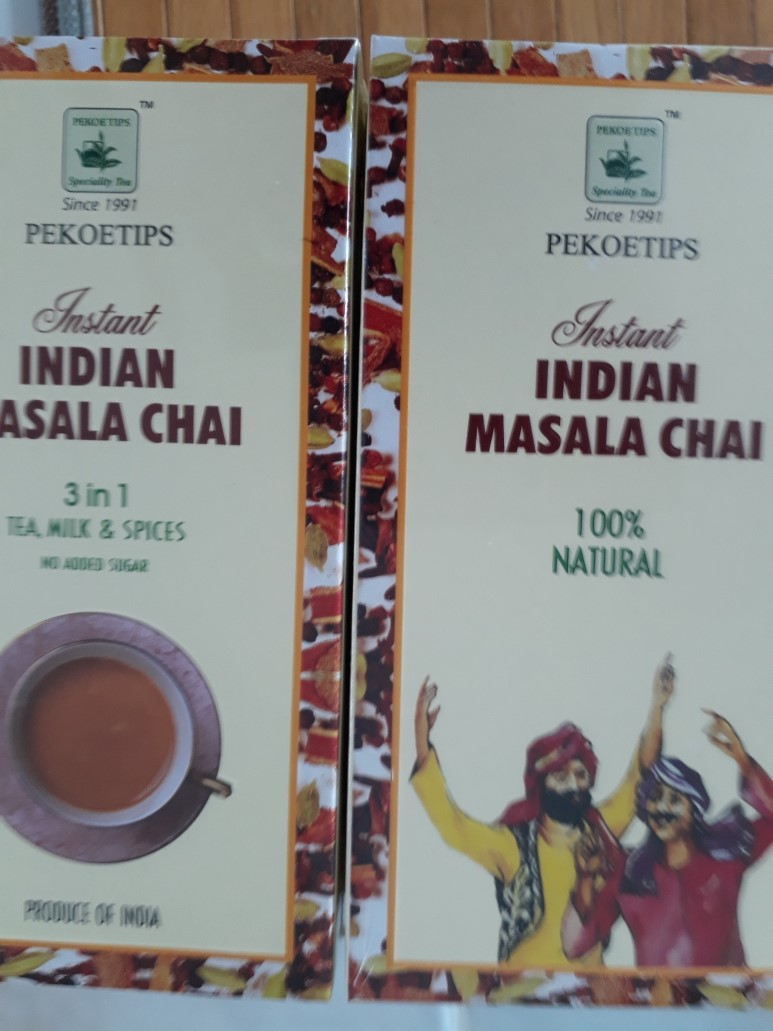 PEKOETIPS
TM
Speciality Tea
Since 1991
PEKOETIPS
Instant
INDIAN
ASALA CHAI
3 in 1
TEA, MILK & SPICES
NO ADDED SUGAR
PRODUCE OF INDIA
PEKOETIPS
TM
Speciality Tea
Since 1991
PEKOETIPS
Instant
INDIAN
MASALA CHAI
100%
NATURAL